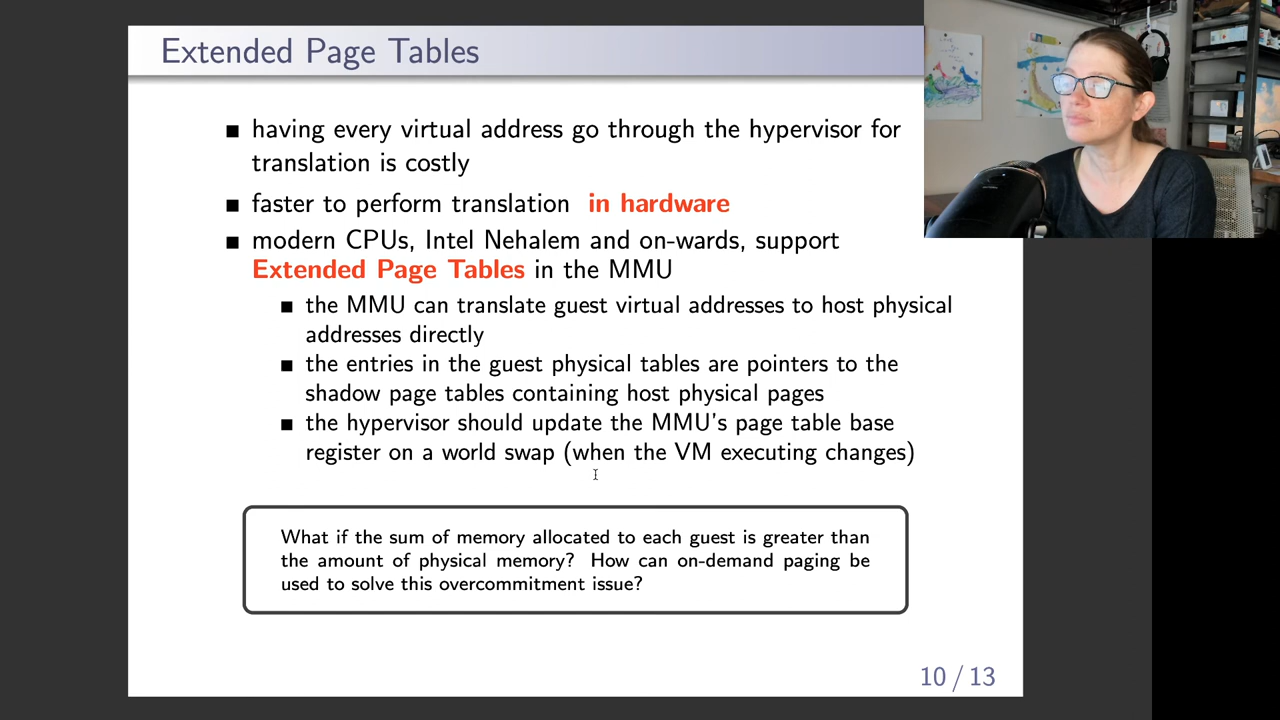 Extended Page Tables
having every virtual address go through the hypervisor for
translation is costly
faster to perform translation in hardware
modern CPUs, Intel Nehalem and on-wards, support
Extended Page Tables in the MMU
the MMU can translate guest virtual addresses to host physical
addresses directly
the entries in the guest physical tables are pointers to the
shadow page tables containing host physical pages
the hypervisor should update the MMU's page table base
register on a world swap (when the VM executing changes)
What if the sum of memory allocated to each guest is greater than
the amount of physical memory? How can on-demand paging be
used to solve this overcommitment issue?
10 / 13